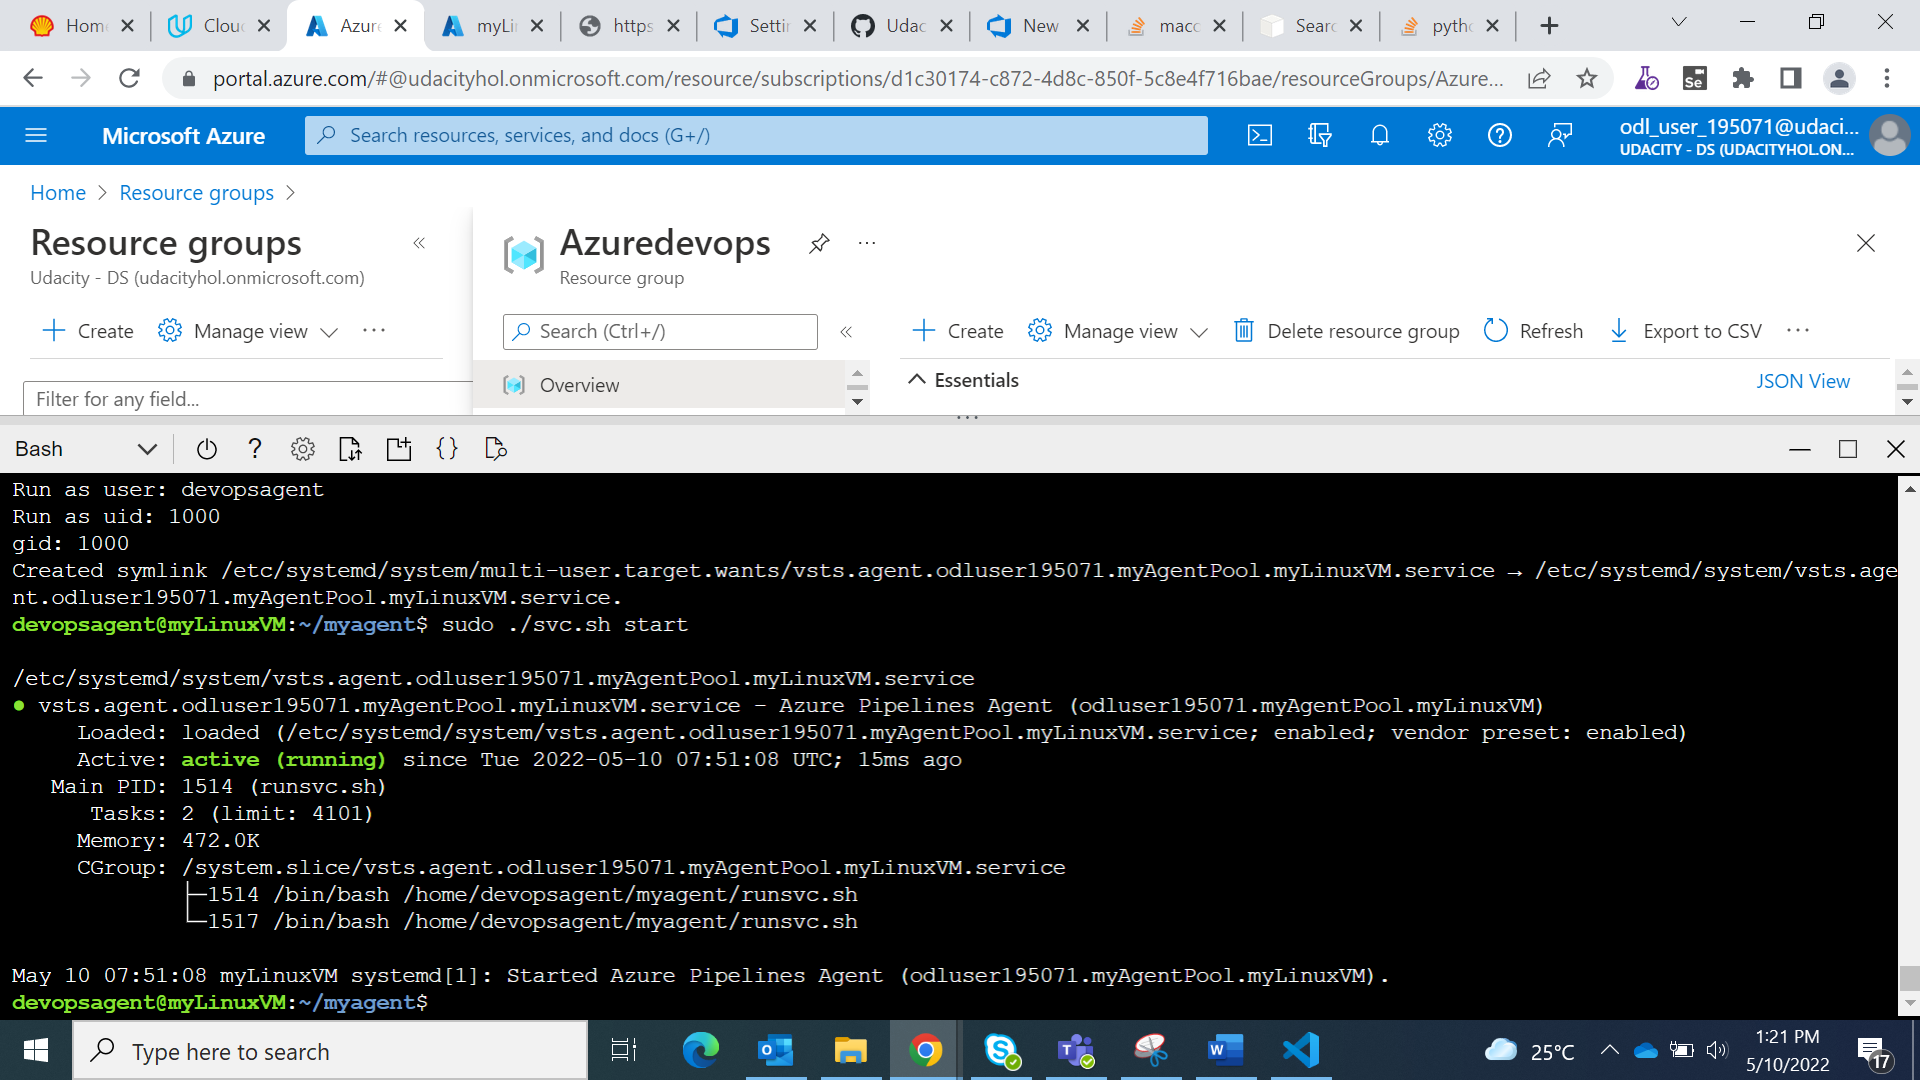 Home
Clou
Azure
myLi
https
Settin
Udac
New
macc
Searc
pytho
portal.azure.com/#@udacityhol.onmicrosoft.com/resource/subscriptions/d1c30174-c872-4d8c-850f-5c8e4f716bae/resourceGroups/Azure...
Se
Microsoft Azure
Search resources, services, and docs (G+/)
odl_user_195071@udaci...
UDACITY - DS (UDACITYHOL.ON...
Home > Resource groups >
Resource groups
Udacity - DS (udacityhol.onmicrosoft.com)
Azuredevops
Resource group
Create
Manage view
Search (Ctrl+/)
Create
Manage view
Delete resource group
Refresh
Export to CSV
Filter for any field...
Overview
Essentials
JSON View
Bash
Run as user: devopsagent
Run as uid: 1000
gid: 1000
Created symlink /etc/systemd/system/multi-user.target.wants/vsts.agent.odluser195071.myAgentPool.myLinuxVM.service → /etc/systemd/system/vsts.age
nt.odluser195071.myAgentPool.myLinuxVM.service.
devopsagent@myLinuxVM:~/myagent$ sudo ./svc.sh start
/etc/systemd/system/vsts.agent.odluser195071.myAgentPool.myLinuxVM.service
● vsts.agent.odluser195071.myAgentPool.myLinuxVM.service - Azure Pipelines Agent (odluser195071.myAgentPool.myLinuxVM)
Loaded: loaded (/etc/systemd/system/vsts.agent.odluser195071.myAgentPool.myLinuxVM.service; enabled; vendor preset: enabled)
Active: active (running) since Tue 2022-05-10 07:51:08 UTC; 15ms ago
Main PID: 1514 (runsvc.sh)
Tasks: 2 (limit: 4101)
Memory: 472.0K
CGroup: /system.slice/vsts.agent.odluser195071.myAgentPool.myLinuxVM.service
├─1514 /bin/bash /home/devopsagent/myagent/runsvc.sh
└─1517 /bin/bash /home/devopsagent/myagent/runsvc.sh
May 10 07:51:08 myLinuxVM systemd[1]: Started Azure Pipelines Agent (odluser195071.myAgentPool.myLinuxVM).
devopsagent@myLinuxVM:~/myagent$
Type here to search
25°C
1:21 PM
5/10/2022
17